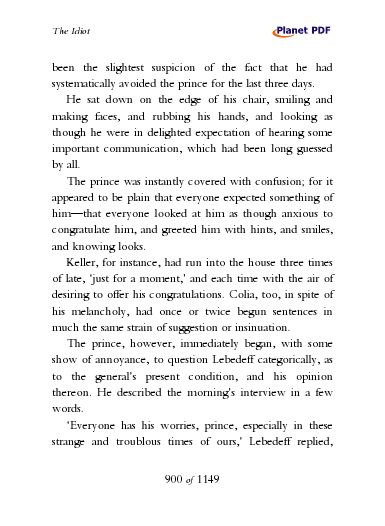 The Idiot
Planet PDF
been the slightest suspicion of the fact that he had
systematically avoided the prince for the last three days.
He sat down on the edge of his chair, smiling and
making faces, and rubbing his hands, and looking as
though he were in delighted expectation of hearing some
important communication, which had been long guessed
by all.
The prince was instantly covered with confusion; for it
appeared to be plain that everyone expected something of
him—that everyone looked at him as though anxious to
congratulate him, and greeted him with hints, and smiles,
and knowing looks.
Keller, for instance, had run into the house three times
of late, 'just for a moment,' and each time with the air of
desiring to offer his congratulations. Colia, too, in spite of
his melancholy, had once or twice begun sentences in
much the same strain of suggestion or insinuation.
The prince, however, immediately began, with some
show of annoyance, to question Lebedeff categorically, as
to the general's present condition, and his opinion
thereon. He described the morning's interview in a few
words.
'Everyone has his worries, prince, especially in these
strange and troublous times of ours,' Lebedeff replied,
900 of 1149